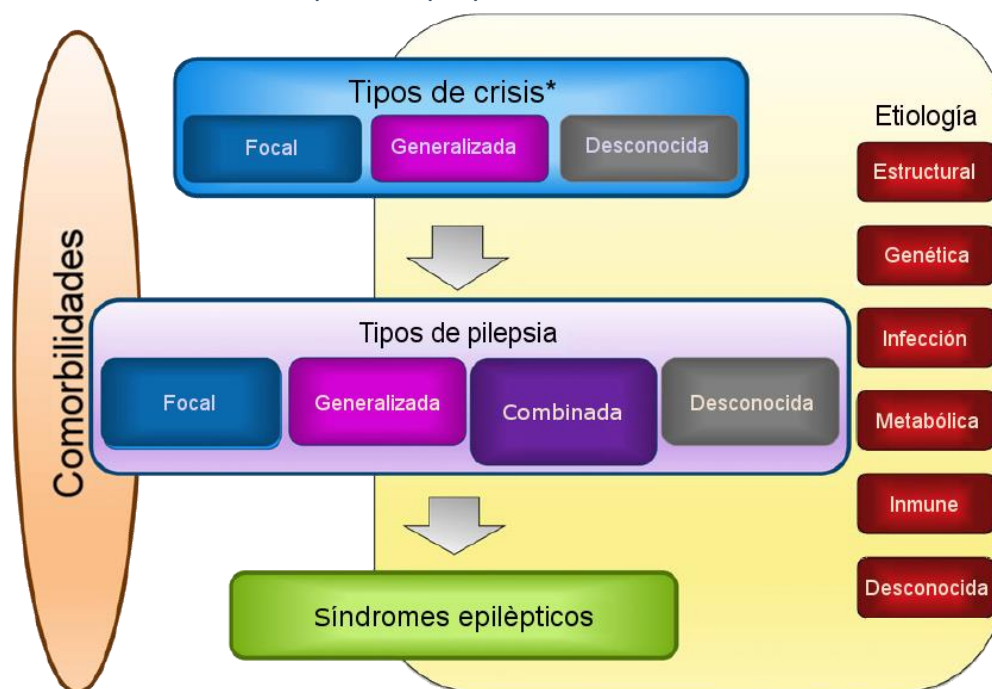 Comorbilidades
Tipos de crisis*
Focal
Generalizada
Desconocida
Tipos de pilepsia
Focal
Generalizada
Combinada
Desconocida
Síndromes epilèpticos
Etiología
Estructural
Genética
Infección
Metabólica
Inmune
Desconocida